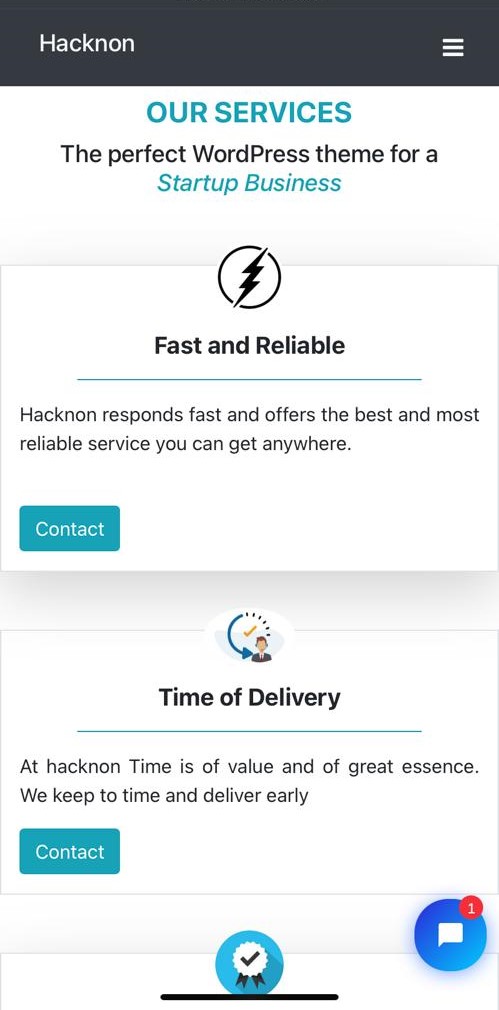 Hacknon
OUR SERVICES
The perfect WordPress theme for a
Startup Business
Fast and Reliable
Hacknon responds fast and offers the best and most
reliable service you can get anywhere.
Contact
Time of Delivery
At hacknon Time is of value and of great essence.
We keep to time and deliver early
Contact
1